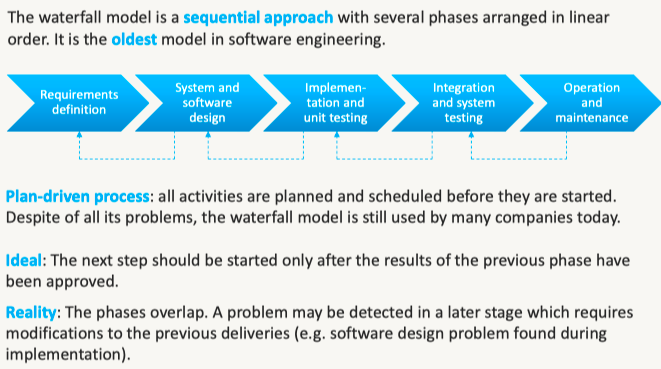 The waterfall model is a sequential approach with several phases arranged in linear
order. It is the oldest model in software engineering.
Requirements
definition
System and
software
design
Implemen-
tation and
unit testing
Integration
and system
testing
Operation
and
maintenance
Plan-driven process: all activities are planned and scheduled before they are started.
Despite of all its problems, the waterfall model is still used by many companies today.
Ideal: The next step should be started only after the results of the previous phase have
been approved.
Reality: The phases overlap. A problem may be detected in a later stage which requires
modifications to the previous deliveries (e.g. software design problem found during
implementation).